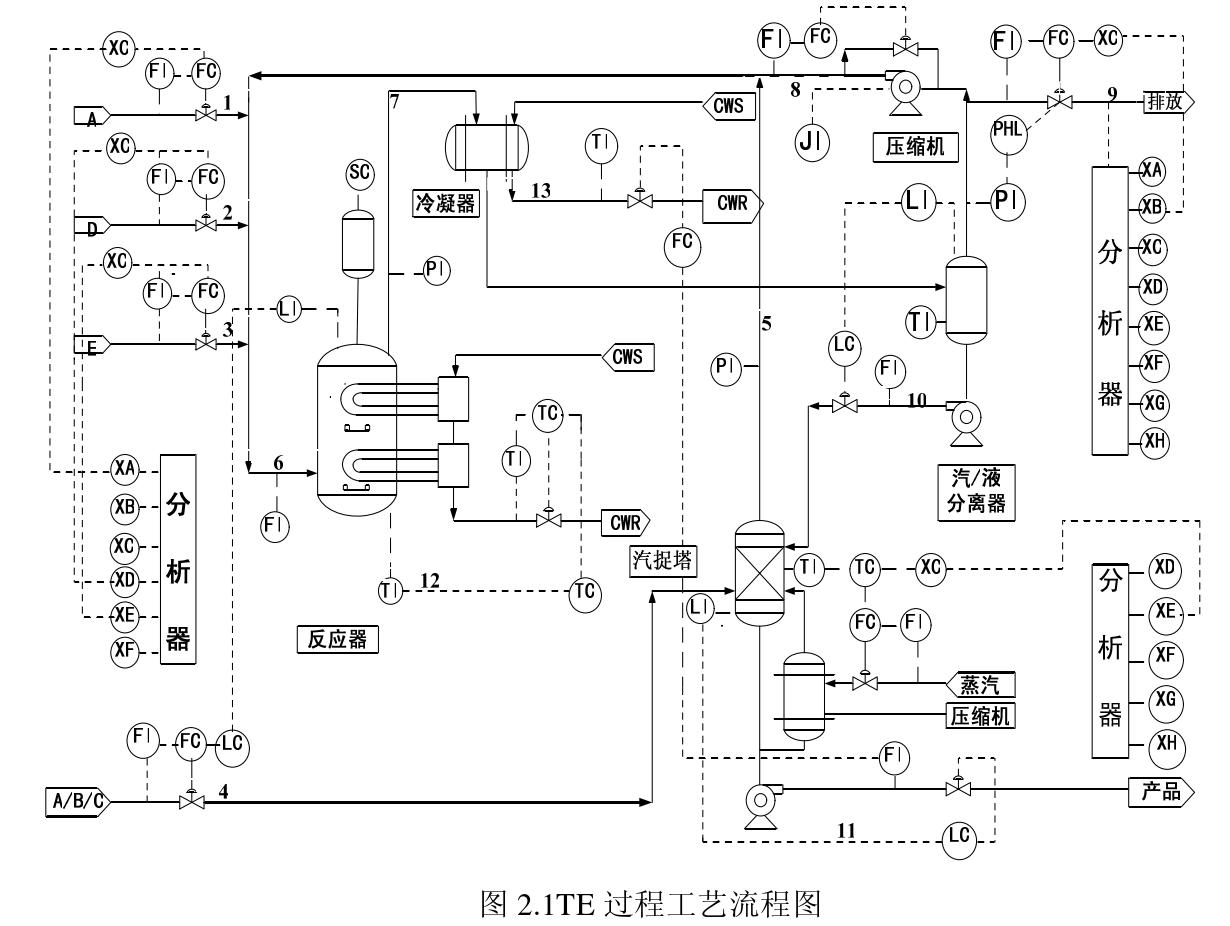 XC
FI
FC
1
A
XC
FI
FC
2
D
XC
FI
FC
3
E
LI
SC
7
PI
冷凝器
CWS
TI
13
CWR
FC
FI
FC
8
JI
压缩机
FI
FC
XC
9
排放
PHL
LI
PI
TI
LC
FI
10
汽/液
分离器
5
PI
分
析
器
XA
XB
XC
XD
XE
XF
XG
XH
CWS
TC
TI
CWR
6
FI
TI
12
TC
反应器
XA
XB
XC
XD
XE
XF
分
析
器
汽捉塔
TI
TC
XC
LI
FC
FI
蒸汽
压缩机
分
析
器
XD
XE
XF
XG
XH
FI
FC
LC
A/B/C
4
FI
产品
11
LC
图 2.1TE 过程工艺流程图